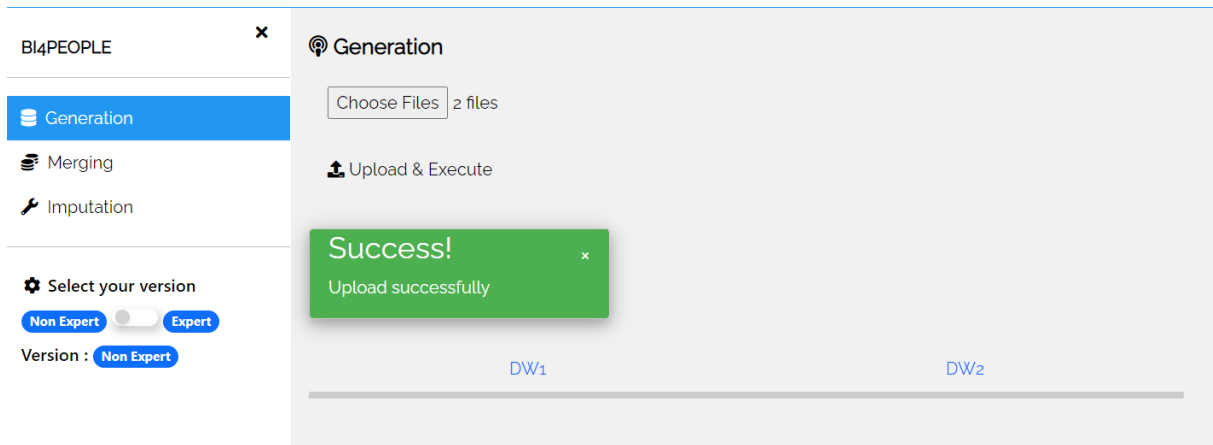 BI4PEOPLE
×
Generation
Merging
Imputation
Select your version
Non Expert Expert
Version : Non Expert
Generation
Choose Files 2 files
Upload & Execute
Success! ×
Upload successfully
DW1 DW2